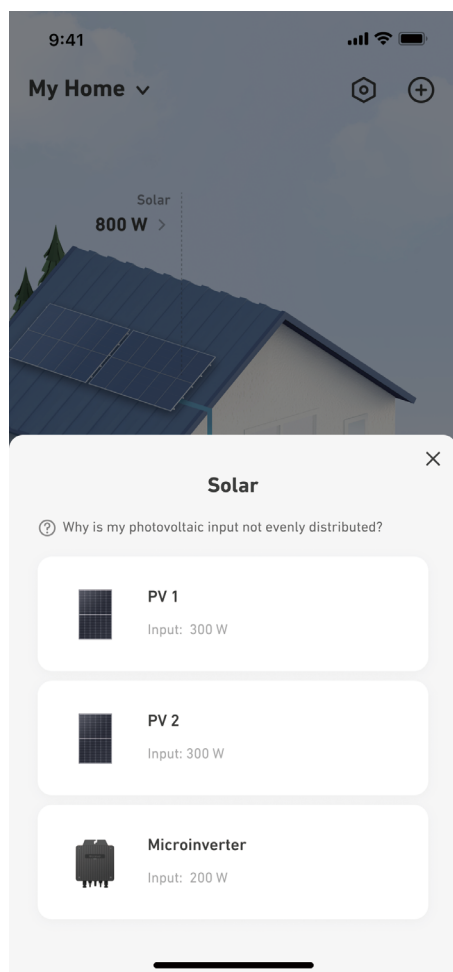 9:41
My Home
Solar
800 W
Solar
Why is my photovoltaic input not evenly distributed?
PV 1
Input: 300 W
PV 2
Input: 300 W
Microinverter
Input: 200 W